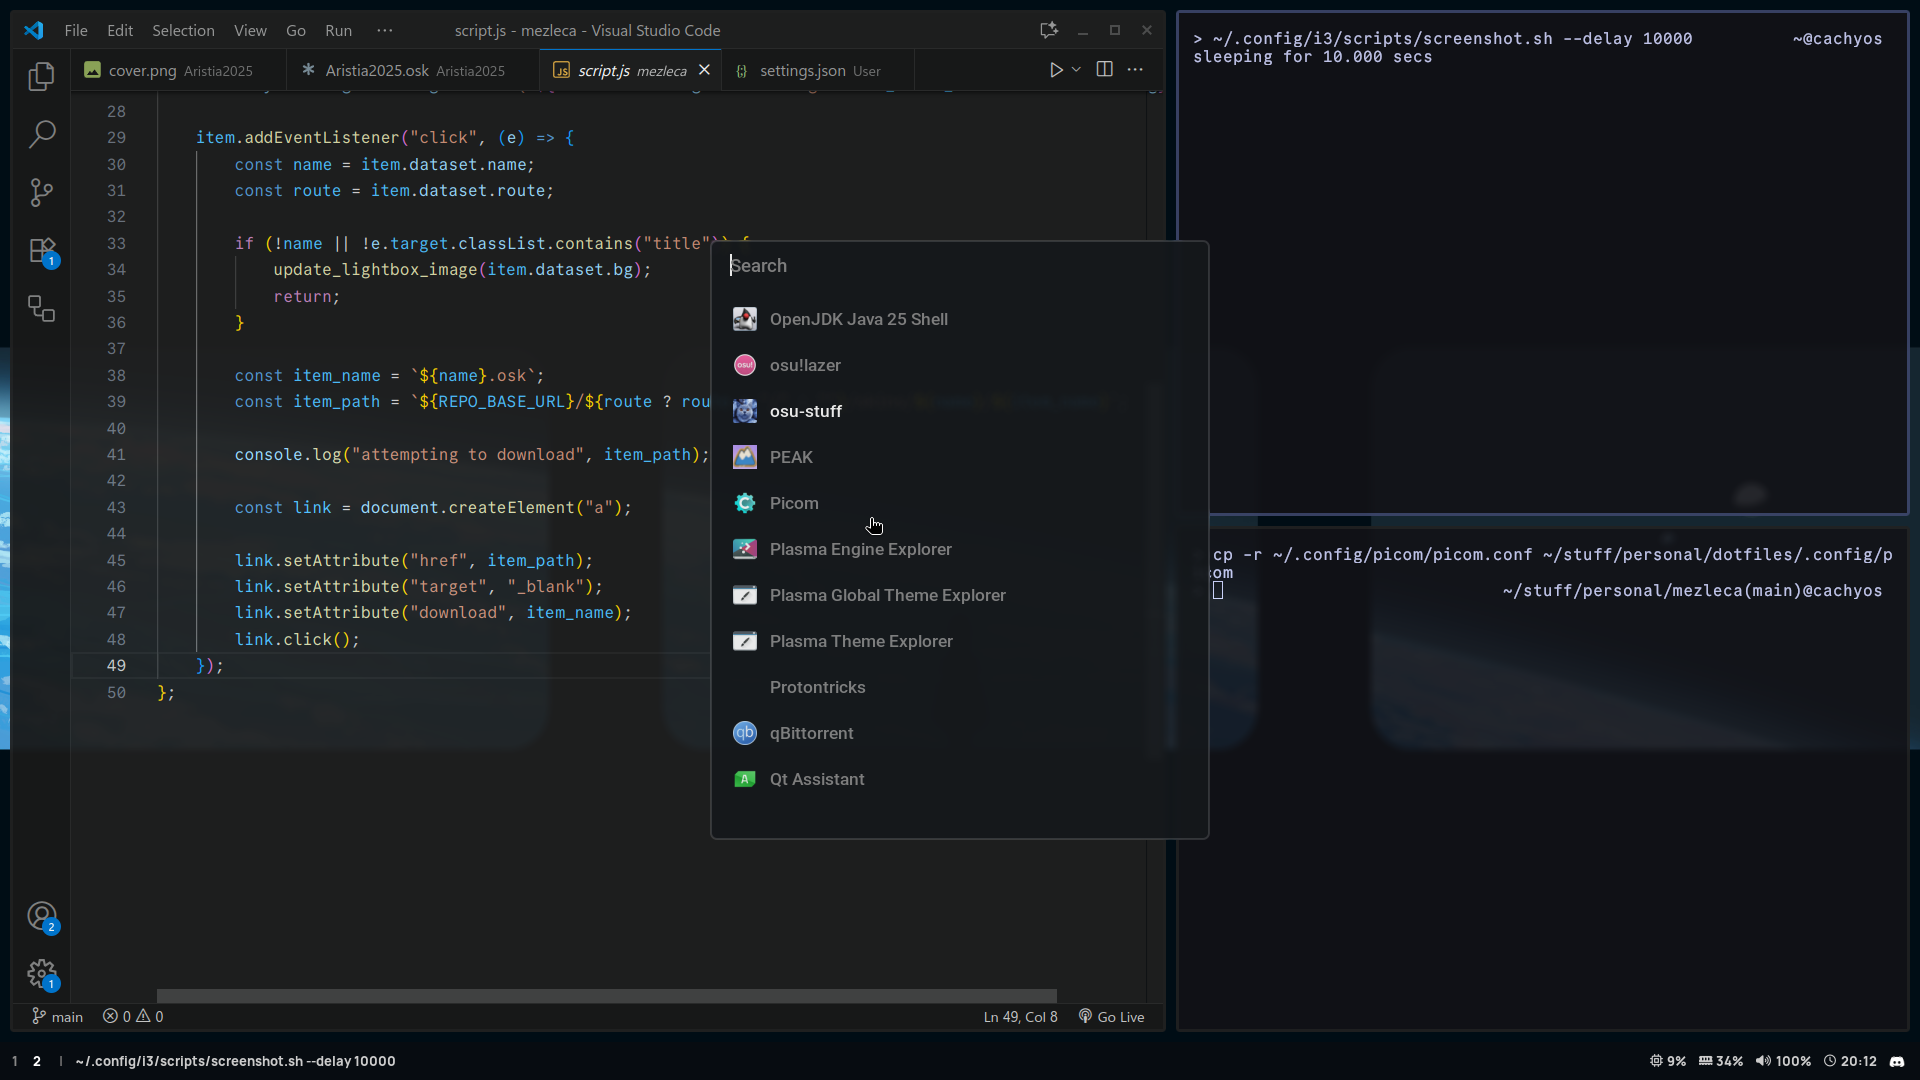 File Edit Selection View Go Run ···
script.js - mezleca - Visual Studio Code
cover.png Aristia2025
Aristia2025.osk Aristia2025
script.js mezleca
settings.json User
28
29 item.addEventListener("click", (e) => {
30 const name = item.dataset.name;
31 const route = item.dataset.route;
32
33 if (!name || !e.target.classList.contains("title")) {
34 update_lightbox_image(item.dataset.bg);
35 return;
36 }
37
38 const item_name = `${name}.osk`;
39 const item_path = `${REPO_BASE_URL}/${route ? rou
40
41 console.log("attempting to download", item_path);
42
43 const link = document.createElement("a");
44
45 link.setAttribute("href", item_path);
46 link.setAttribute("target", "_blank");
47 link.setAttribute("download", item_name);
48 link.click();
49 });
50 };
1
2
1
main
0 0
Ln 49, Col 8
Go Live
Search
OpenJDK Java 25 Shell
osu!lazer
osu-stuff
PEAK
Picom
Plasma Engine Explorer
Plasma Global Theme Explorer
Plasma Theme Explorer
Protontricks
qBittorrent
Qt Assistant
> ~/.config/i3/scripts/screenshot.sh --delay 10000 ~@cachyos
sleeping for 10.000 secs
cp -r ~/.config/picom/picom.conf ~/stuff/personal/dotfiles/.config/p
com
~/stuff/personal/mezleca(main)@cachyos
1 2 | ~/.config/i3/scripts/screenshot.sh --delay 10000
9% 34% 100% 20:12